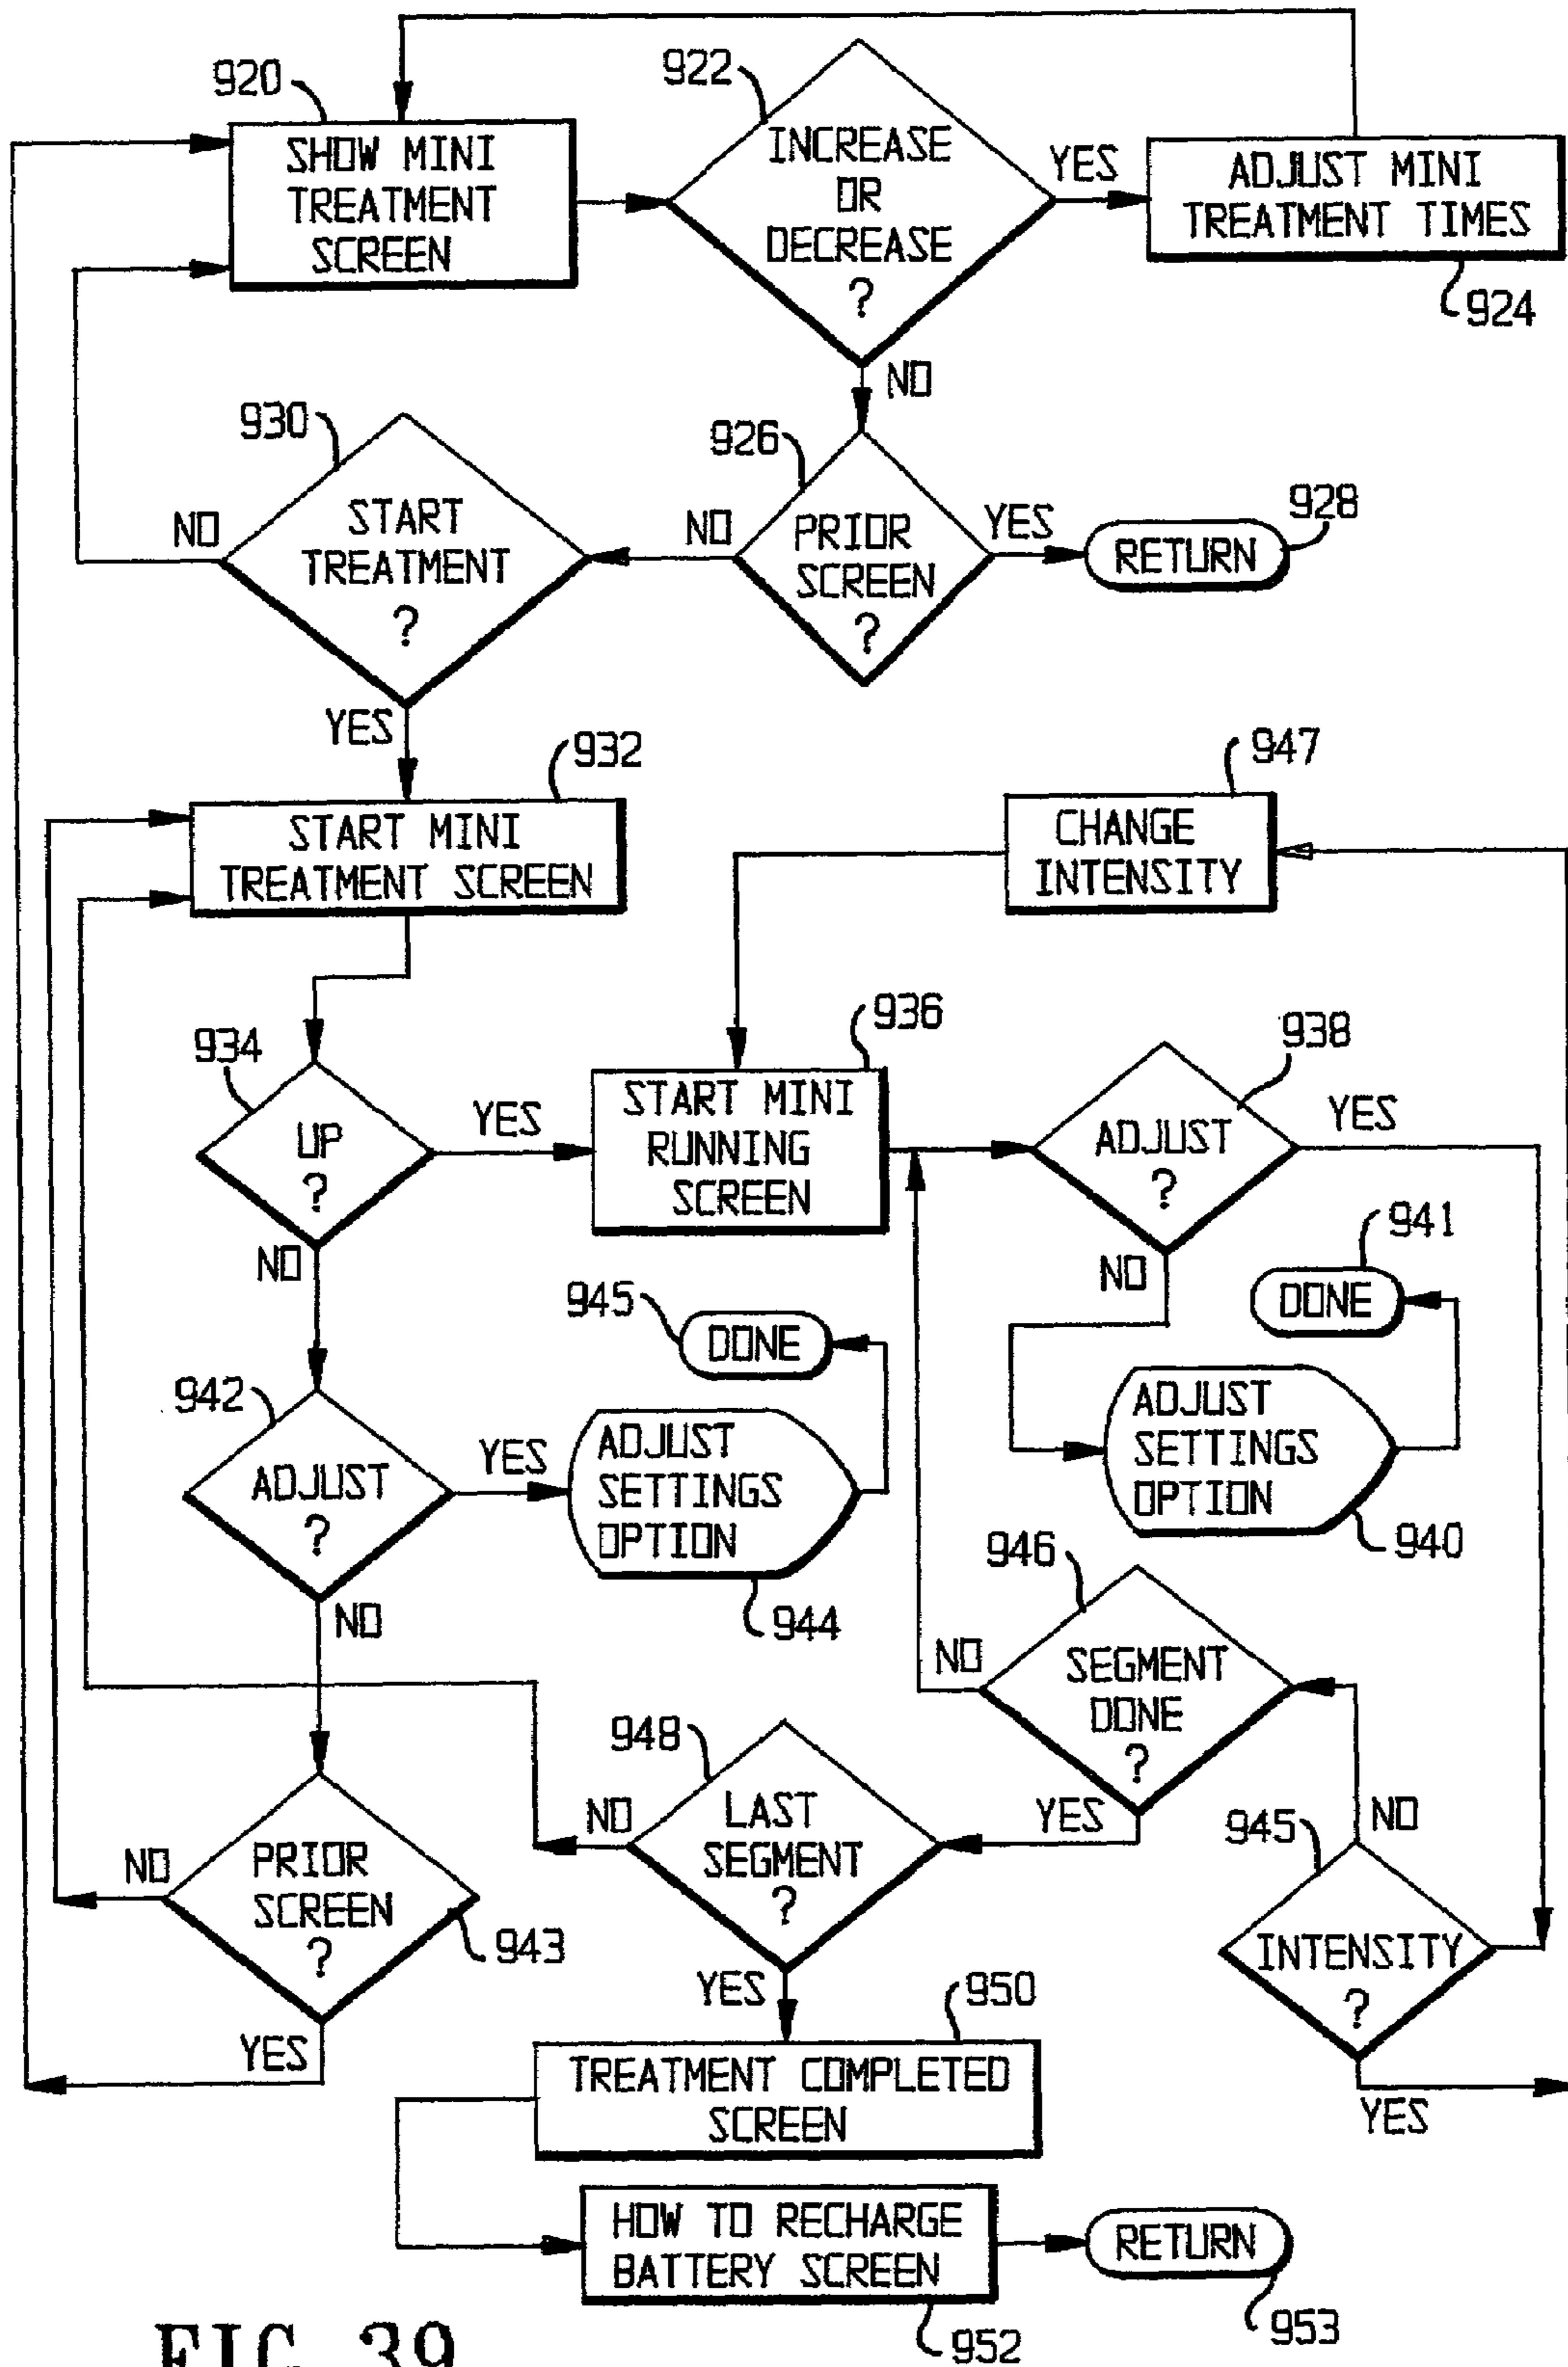 920
SHOW MINI
TREATMENT
SCREEN
922
INCREASE
OR
DECREASE
?
YES
ADJUST MINI
TREATMENT TIMES
924
NO
930
START
TREATMENT
?
NO
926
PRIOR
SCREEN
?
NO
YES
RETURN
928
YES
932
START MINI
TREATMENT SCREEN
947
CHANGE
INTENSITY
934
UP
?
YES
936
START MINI
RUNNING
SCREEN
938
ADJUST
?
YES
NO
NO
941
DONE
945
DONE
942
ADJUST
?
YES
ADJUST
SETTINGS
OPTION
944
ADJUST
SETTINGS
OPTION
940
NO
946
SEGMENT
DONE
?
NO
YES
948
LAST
SEGMENT
?
NO
945
NO
INTENSITY
?
YES
PRIOR
SCREEN
?
NO
943
YES
YES
950
TREATMENT COMPLETED
SCREEN
HOW TO RECHARGE
BATTERY SCREEN
952
RETURN
953
FIG 39